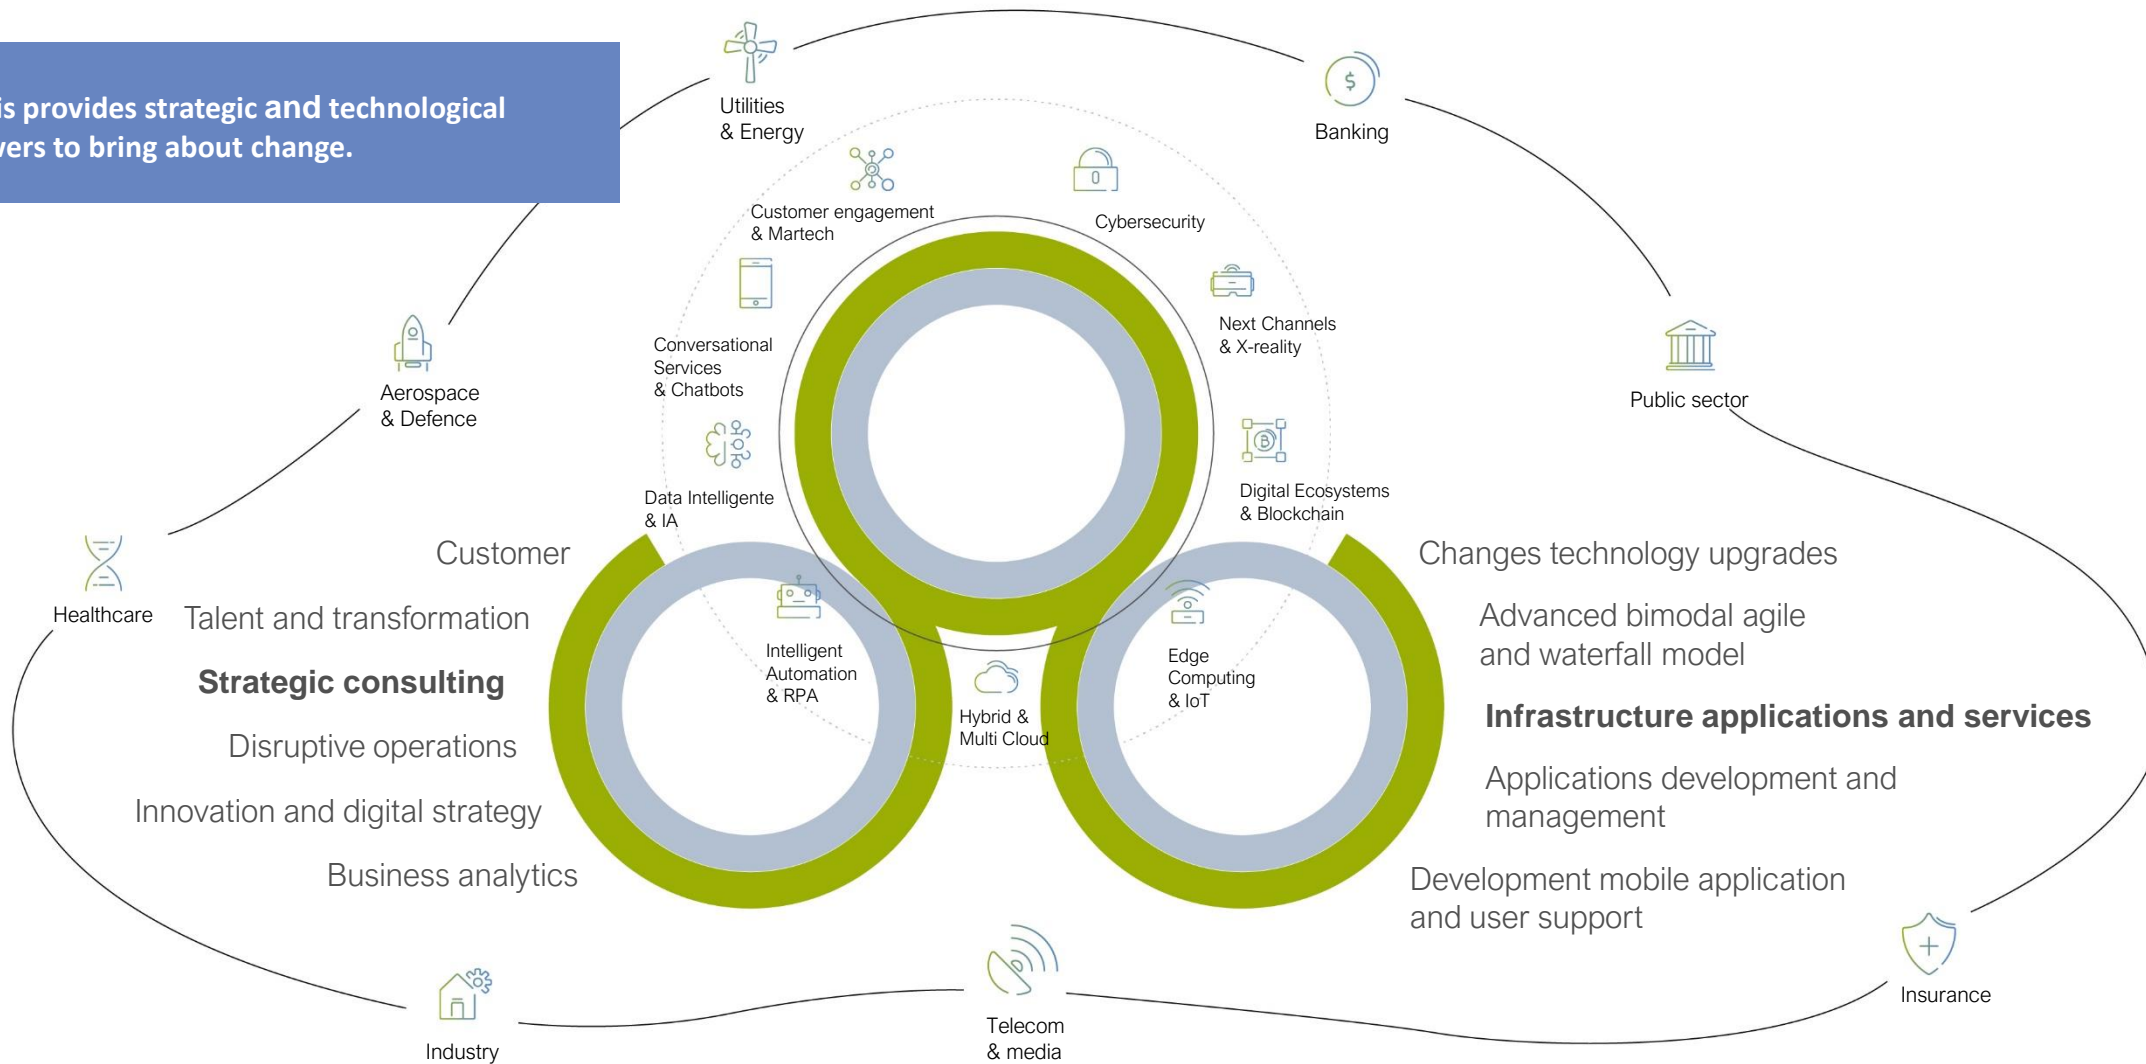 is provides strategic and technological
wers to bring about change.
Utilities
& Energy
Banking
Customer engagement
& Martech
Cybersecurity
Conversational
Services
& Chatbots
Next Channels
& X-reality
Aerospace
& Defence
Public sector
Data Intelligente
& IA
Digital Ecosystems
& Blockchain
Healthcare
Customer
Talent and transformation
Strategic consulting
Disruptive operations
Innovation and digital strategy
Business analytics
Intelligent
Automation
& RPA
Hybrid &
Multi Cloud
Edge
Computing
& IoT
Changes technology upgrades
Advanced bimodal agile
and waterfall model
Infrastructure applications and services
Applications development and
management
Development mobile application
and user support
Industry
Telecom
& media
Insurance